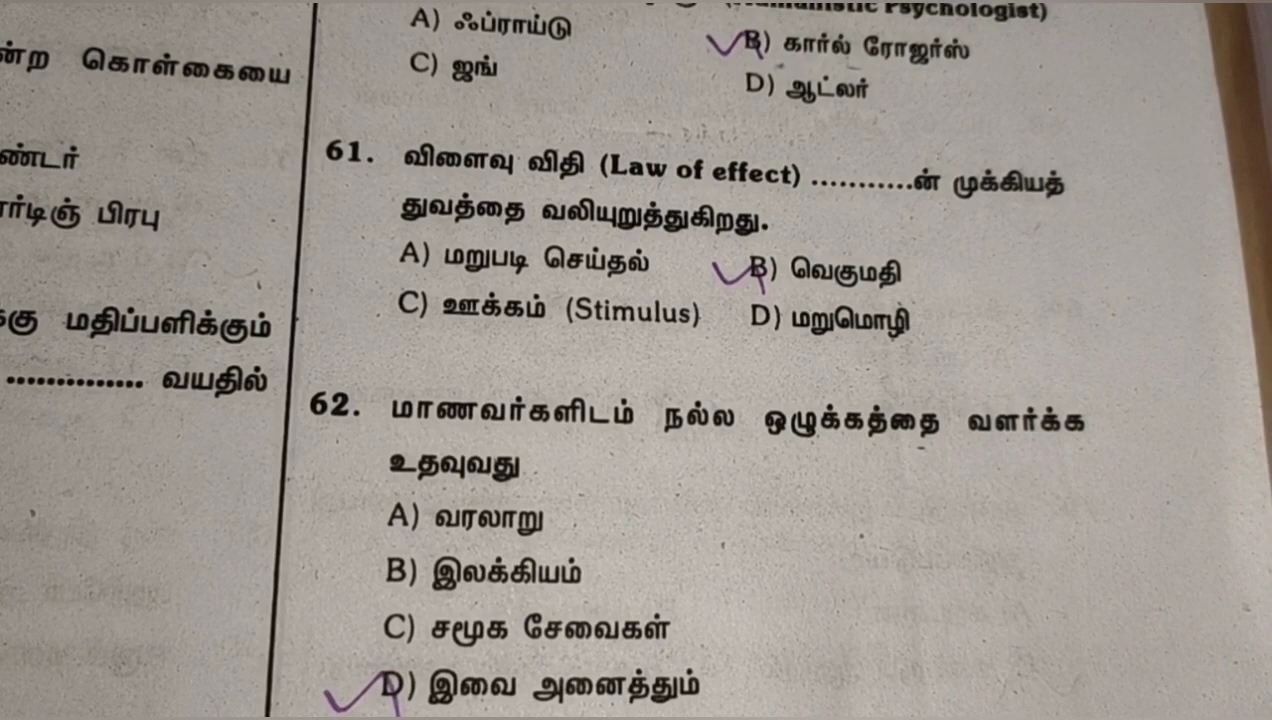 ன்ற கொள்கையை
ண்டர்
ர்டிஞ் பிரபு
கு மதிப்பளிக்கும்
.............. வயதில்
Psychologist)
A) ஃப்ராய்டு
B) கார்ல் ரோஜர்ஸ்
C) ஜங்
D) ஆட்லர்
61. விளைவு விதி (Law of effect) ...........ன் முக்கியத்
துவத்தை வலியுறுத்துகிறது.
A) மறுபடி செய்தல் B) வெகுமதி
C) ஊக்கம் (Stimulus) D) மறுமொழி
62. மாணவர்களிடம் நல்ல ஒழுக்கத்தை வளர்க்க
உதவுவது
A) வரலாறு
B) இலக்கியம்
C) சமூக சேவைகள்
D) இவை அனைத்தும்